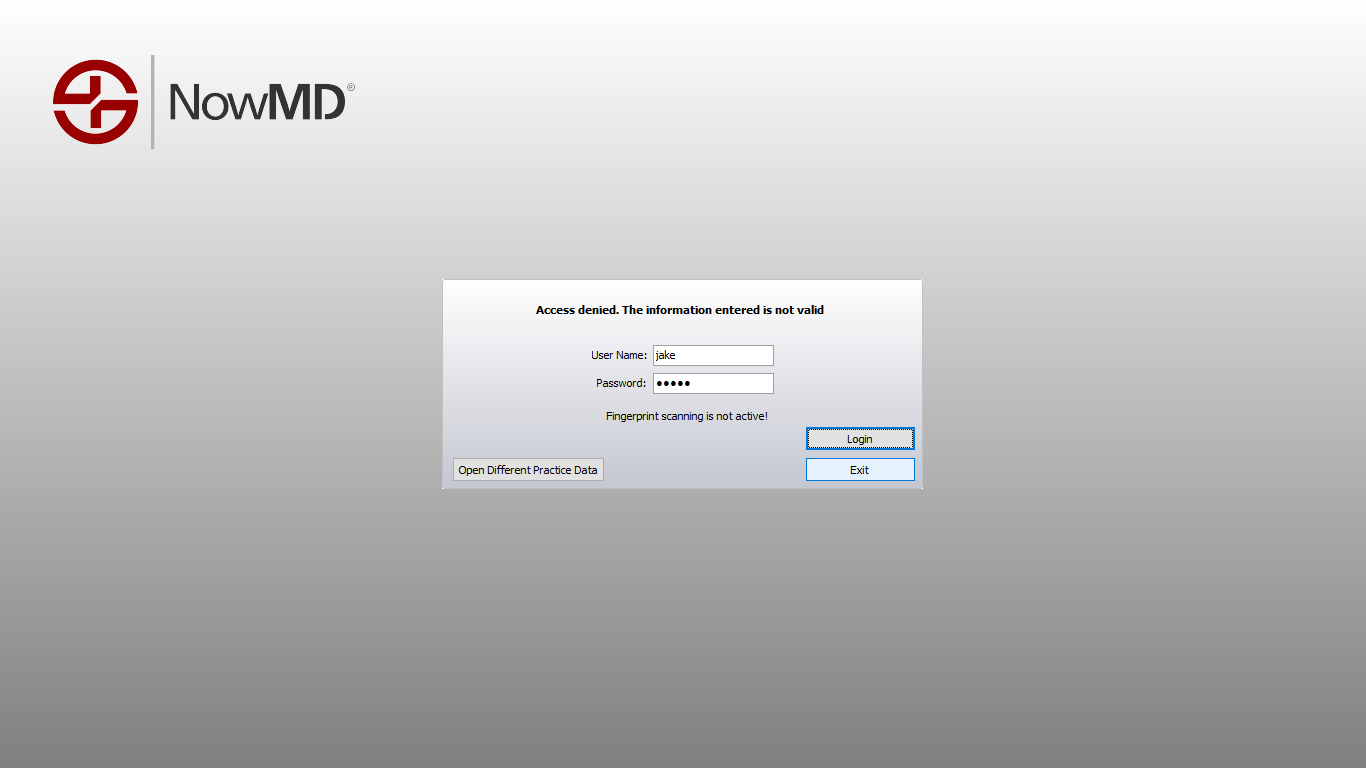 NowMD®
Access denied. The information entered is not valid
User Name: jake
Password: •••••
Fingerprint scanning is not active!
Login
Open Different Practice Data Exit